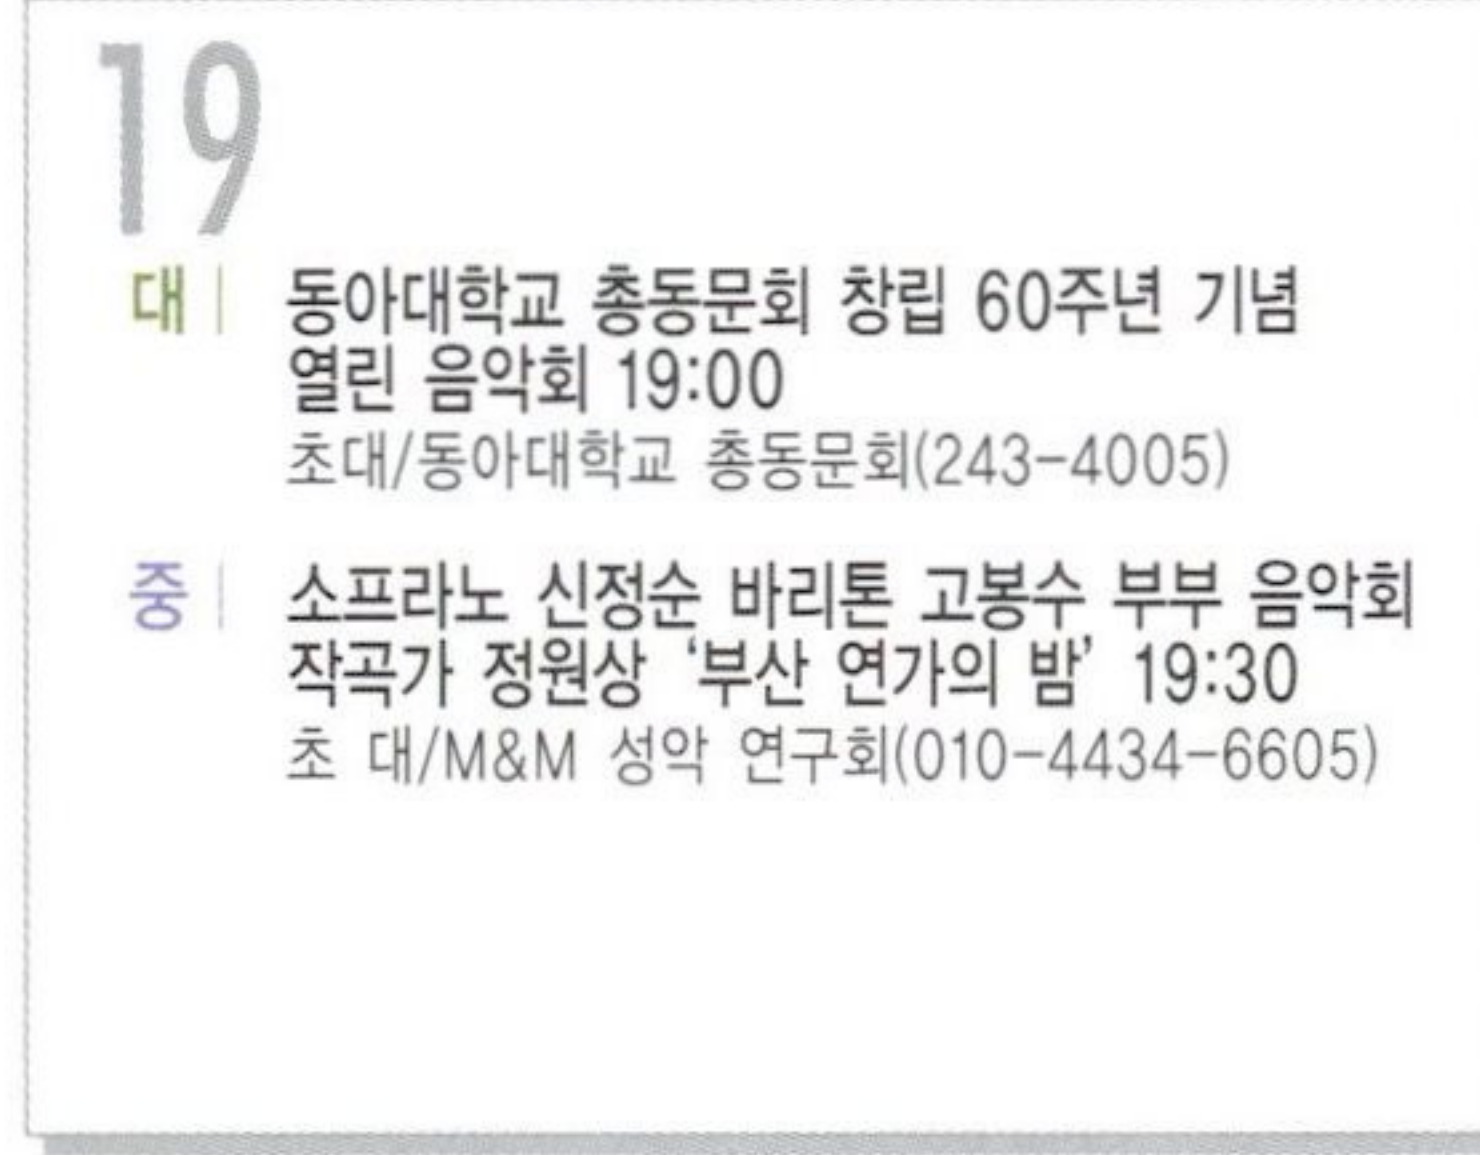 19
대 | 동아대학교 총동문회 창립 60주년 기념
열린 음악회 19:00
초대/동아대학교 총동문회(243-4005)
중 | 소프라노 신정순 바리톤 고봉수 부부 음악회
작곡가 정원상 ‘부산 연가의 밤’ 19:30
초 대/M&M 성악 연구회(010-4434-6605)